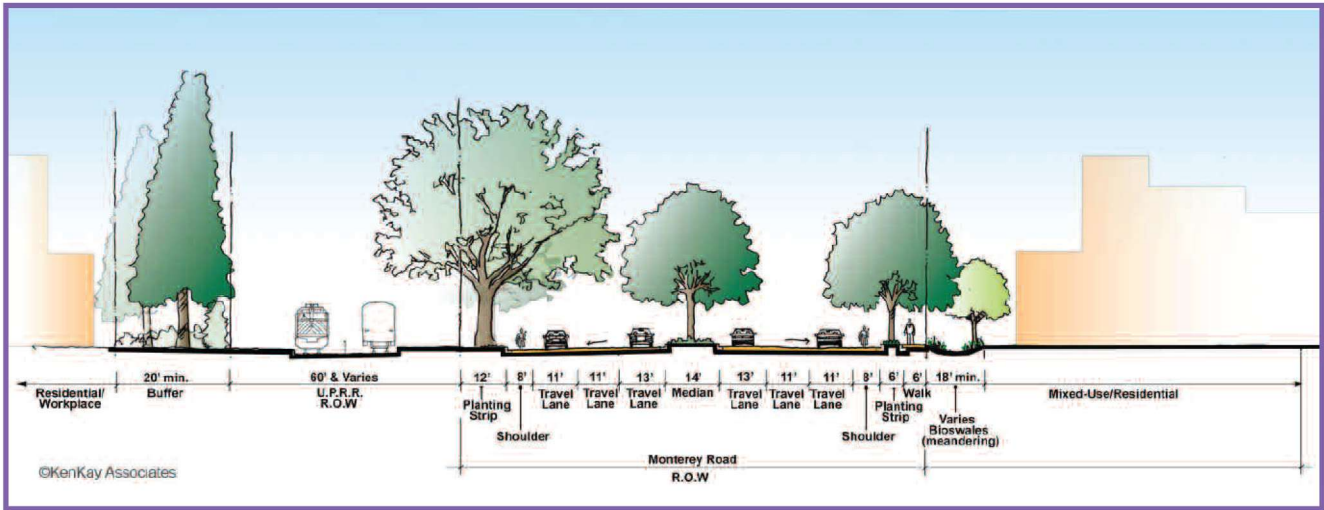 20' min.
60' & Varies
12'
8'
11'
11'
13'
14'
13'
11'
11'
8'
6'
6'
18' min.
Residential/
Workplace
Buffer
U.P.R.R.
R.O.W
Planting
Strip
Shoulder
Travel
Lane
Travel
Lane
Travel
Lane
Median
Travel
Lane
Travel
Lane
Travel
Lane
Shoulder
Planting
Strip
Walk
Varies
Bioswales
(meandering)
Mixed-Use/Residential
Monterey Road
R.O.W
©KenKay Associates